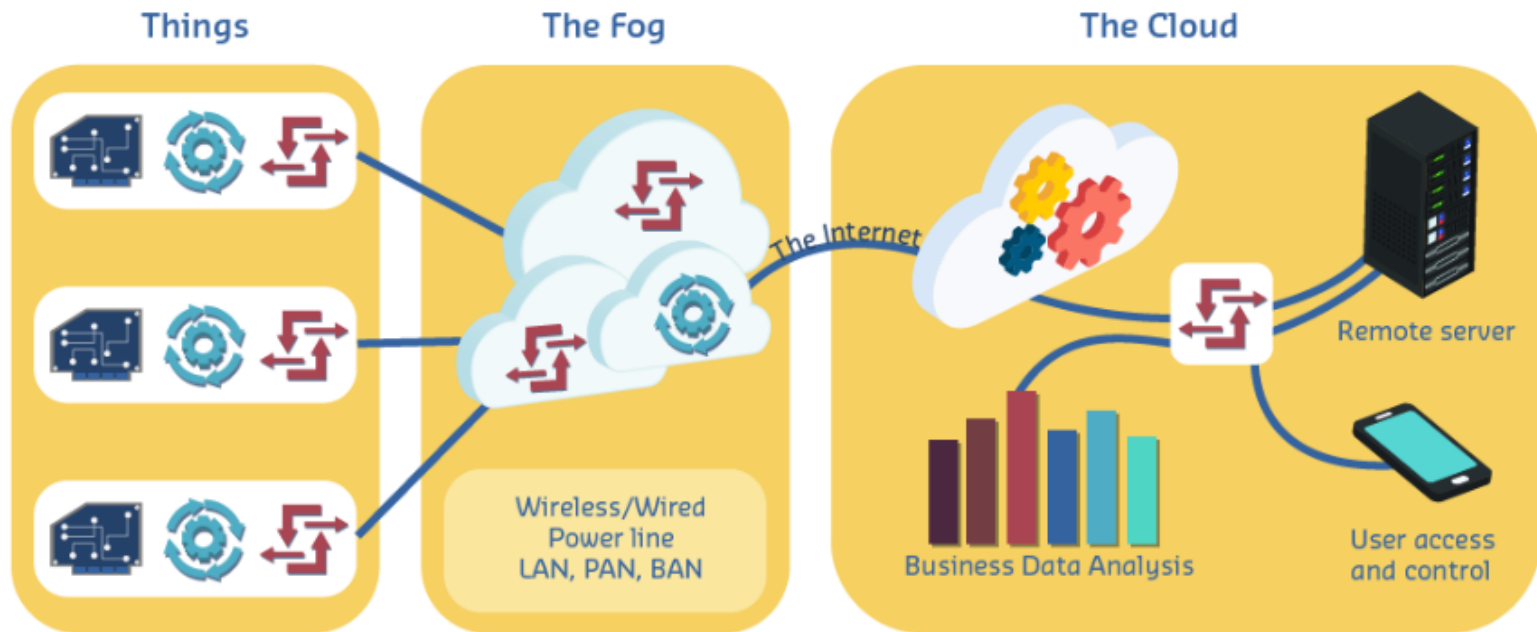 Things
The Fog
The Cloud
The Internet
Wireless/Wired
Power line
LAN, PAN, BAN
Remote server
Business Data Analysis
User access
and control